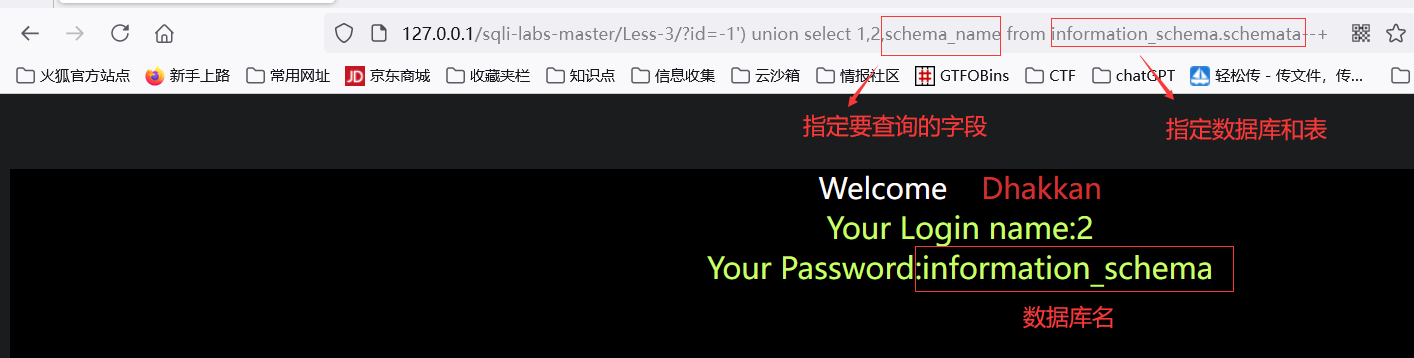 127.0.0.1/sqli-labs-master/Less-3/?id=-1') union select 1,2,schema_name from information_schema.schemata--+
火狐官方站点 新手上路 常用网址 JD 京东商城 收藏夹栏 知识点 信息收集 云沙箱 情报社区 GTFOBins CTF chatGPT 轻松传 - 传文件，传...
指定要查询的字段
指定数据库和表
Welcome Dhakkan
Your Login name:2
Your Password:information_schema
数据库名